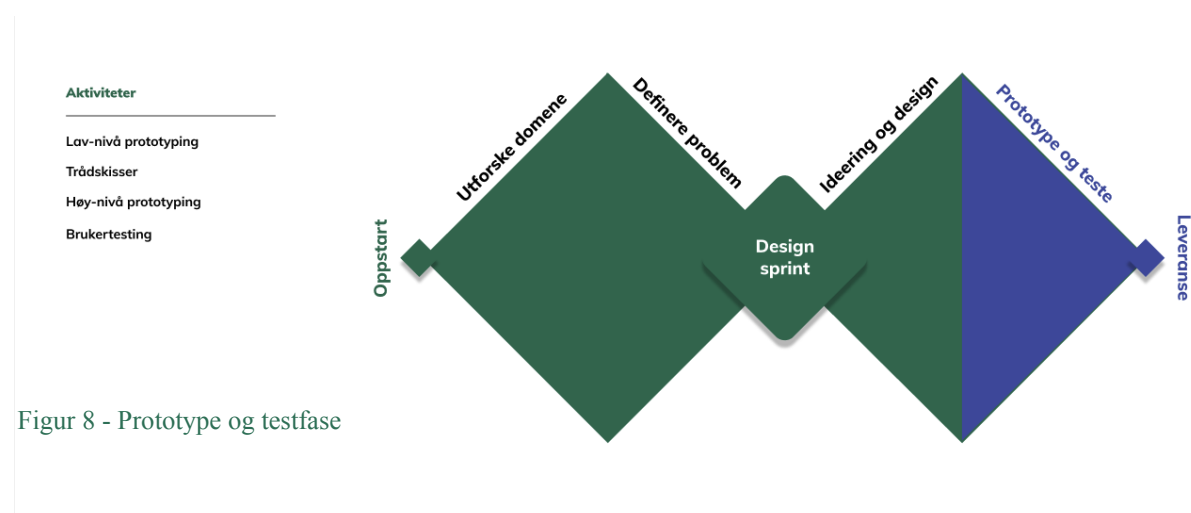 Aktiviteter
Lav-nivå prototyping
Trådskisser
Høy-nivå prototyping
Brukertesting
Oppstart
Utforske domene
Definere problem
Design
sprint
Ideering og design
Prototype og teste
Leveranse
Figur 8 - Prototype og testfase